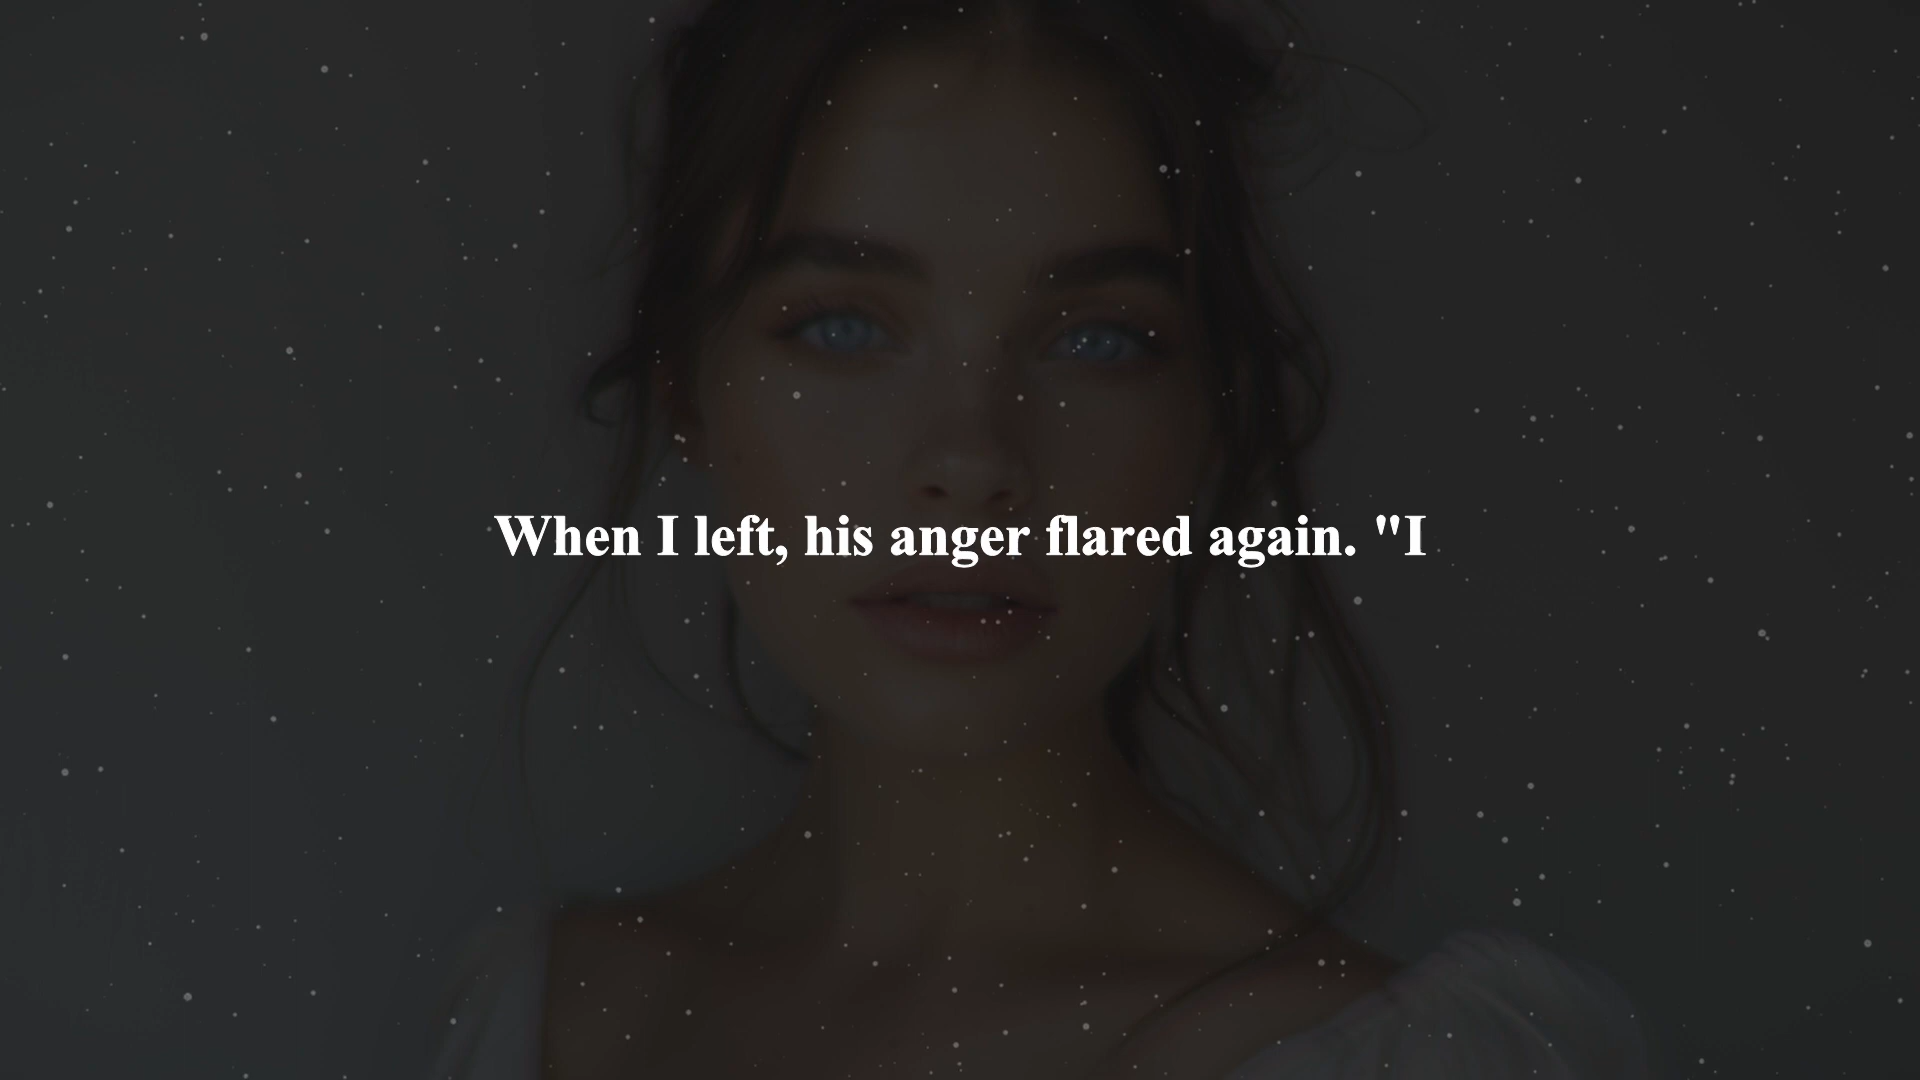 When I left, his anger flared again. "I